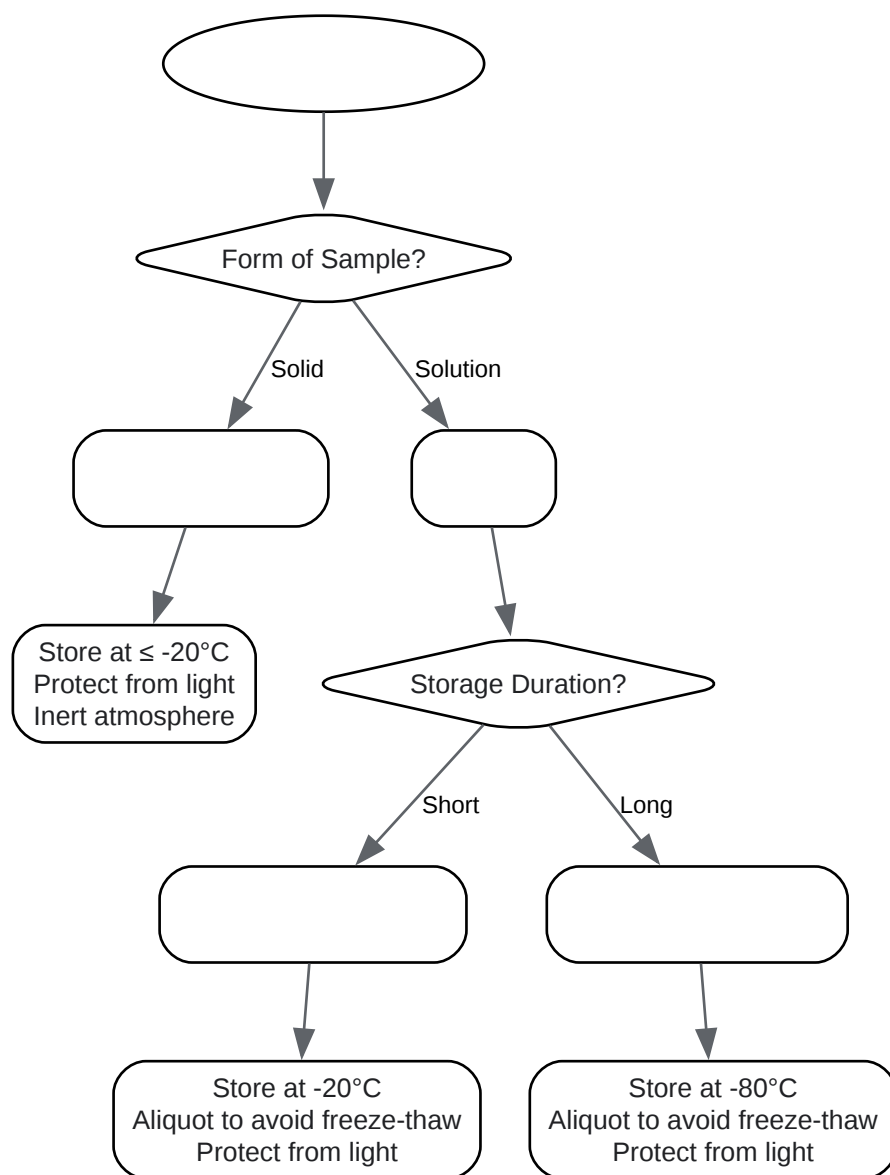 Form of Sample?
Solid
Solution
Store at ≤ -20°C
Protect from light
Inert atmosphere
Storage Duration?
Short
Long
Store at -20°C
Aliquot to avoid freeze-thaw
Protect from light
Store at -80°C
Aliquot to avoid freeze-thaw
Protect from light